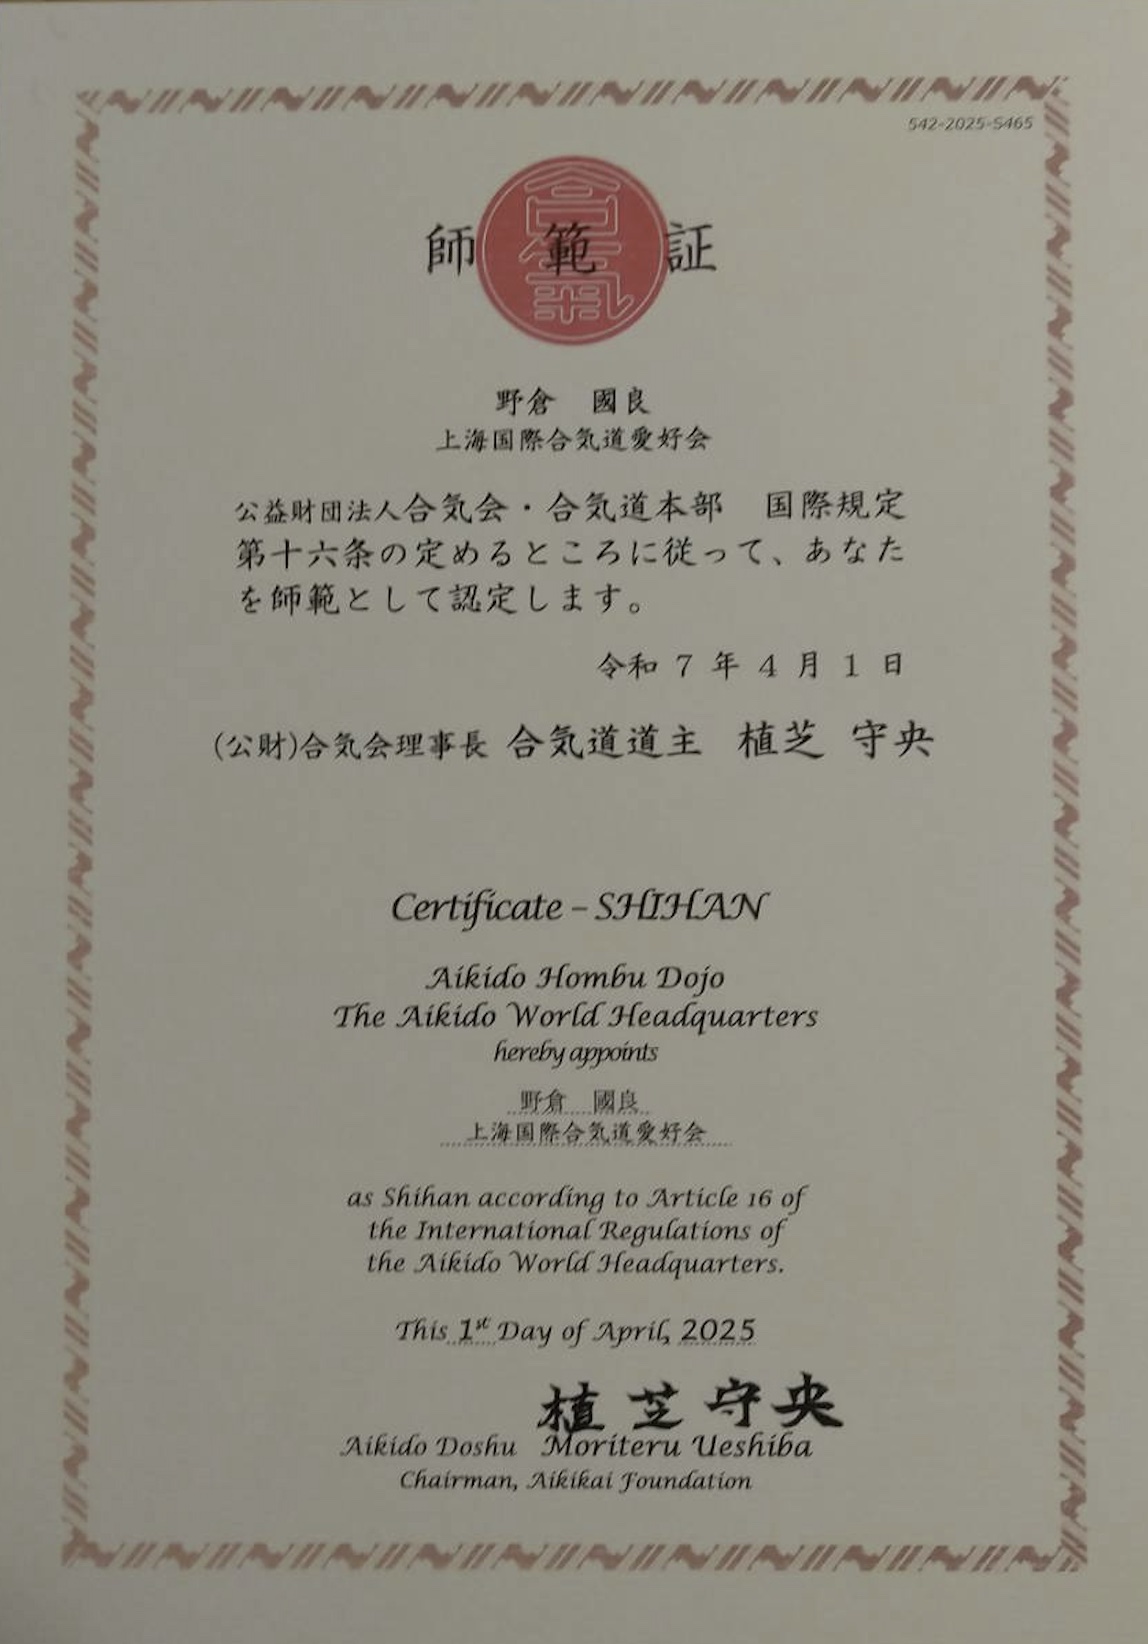 542-2025-S465
合気
師範証
野倉　國良
上海国際合気道愛好会
公益財団法人合気会・合気道本部　国際規定
第十六条の定めるところに従って、あなた
を師範として認定します。
令和 7 年 4 月 1 日
(公財)合気会理事長 合気道道主　植芝 守央
Certificate – SHIHAN
Aikido Hombu Dojo
The Aikido World Headquarters
hereby appoints
野倉　國良
上海国際合気道愛好会
as Shihan according to Article 16 of
the International Regulations of
the Aikido World Headquarters.
This 1st Day of April, 2025
植芝守央
Aikido Doshu Moriteru Ueshiba
Chairman, Aikikai Foundation